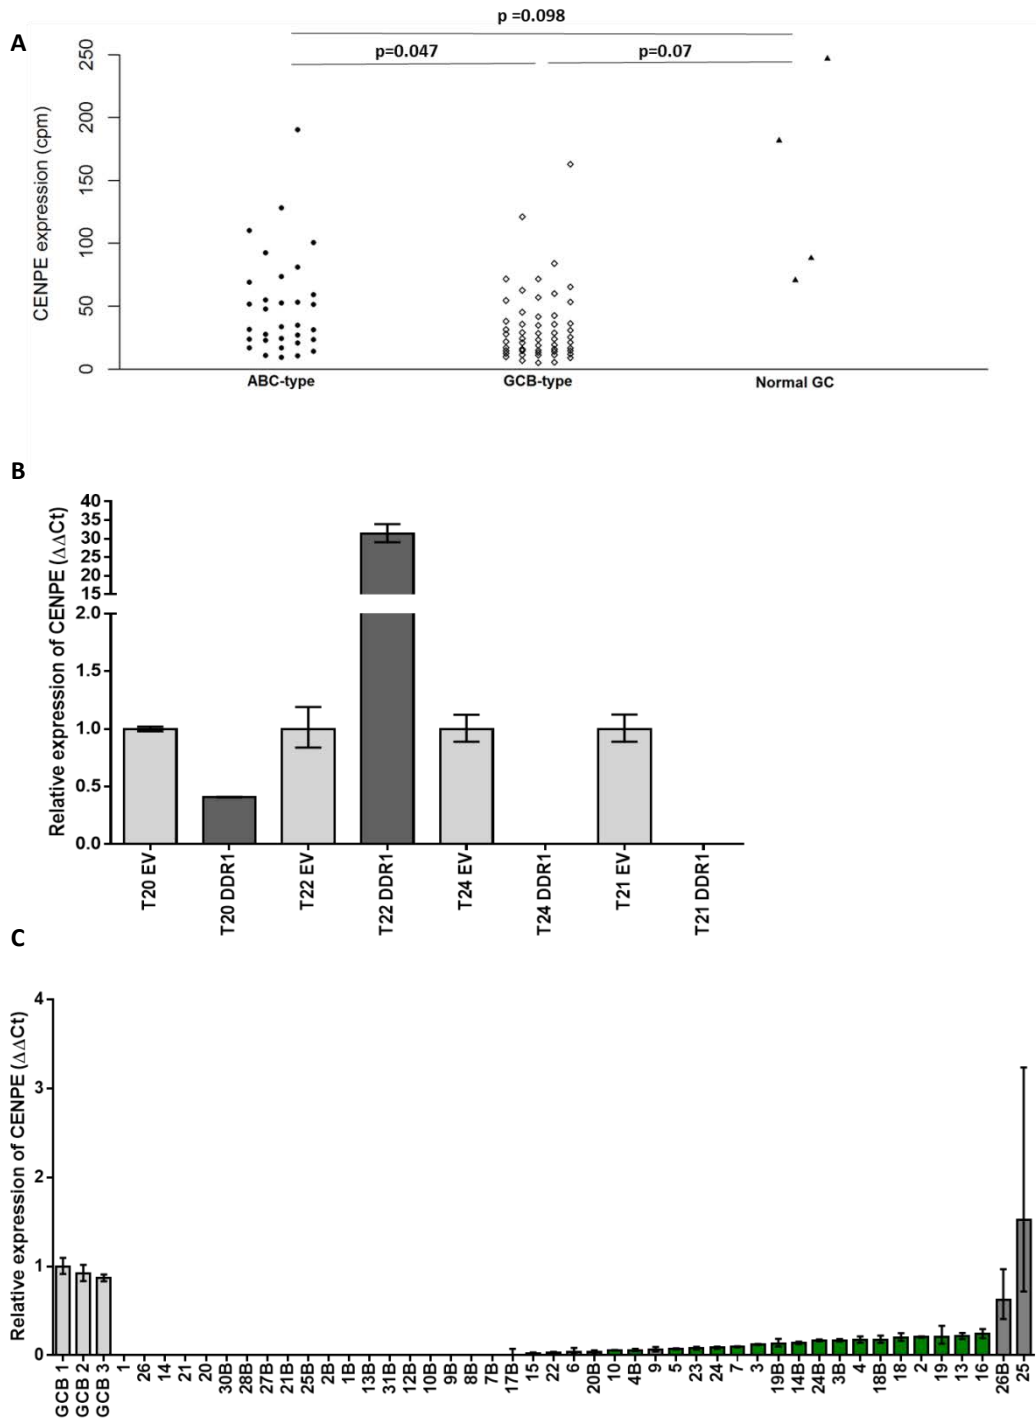 p =0.098
A
p=0.047
p=0.07
250
200
150
100
50
0
CENPE expression (cpm)
ABC-type
GCB-type
Normal GC
B
40
35
30
25
20
15
2.0
1.5
1.0
0.5
0.0
Relative expression of CENPE (ΔΔCt)
T20 EV
T20 DDR1
T22 EV
T22 DDR1
T24 EV
T24 DDR1
T21 EV
T21 DDR1
C
4
3
2
1
0
Relative expression of CENPE (ΔΔCt)
GCB 1
GCB 2
GCB 3
1
26
14
21
20
30B
28B
27B
21B
25B
2B
1B
13B
31B
12B
10B
9B
8B
7B
17B
15
22
6
20B
10
4B
9
5
23
24
7
3
19B
14B
24B
3B
4
18B
18
2
19
13
16
26B
25